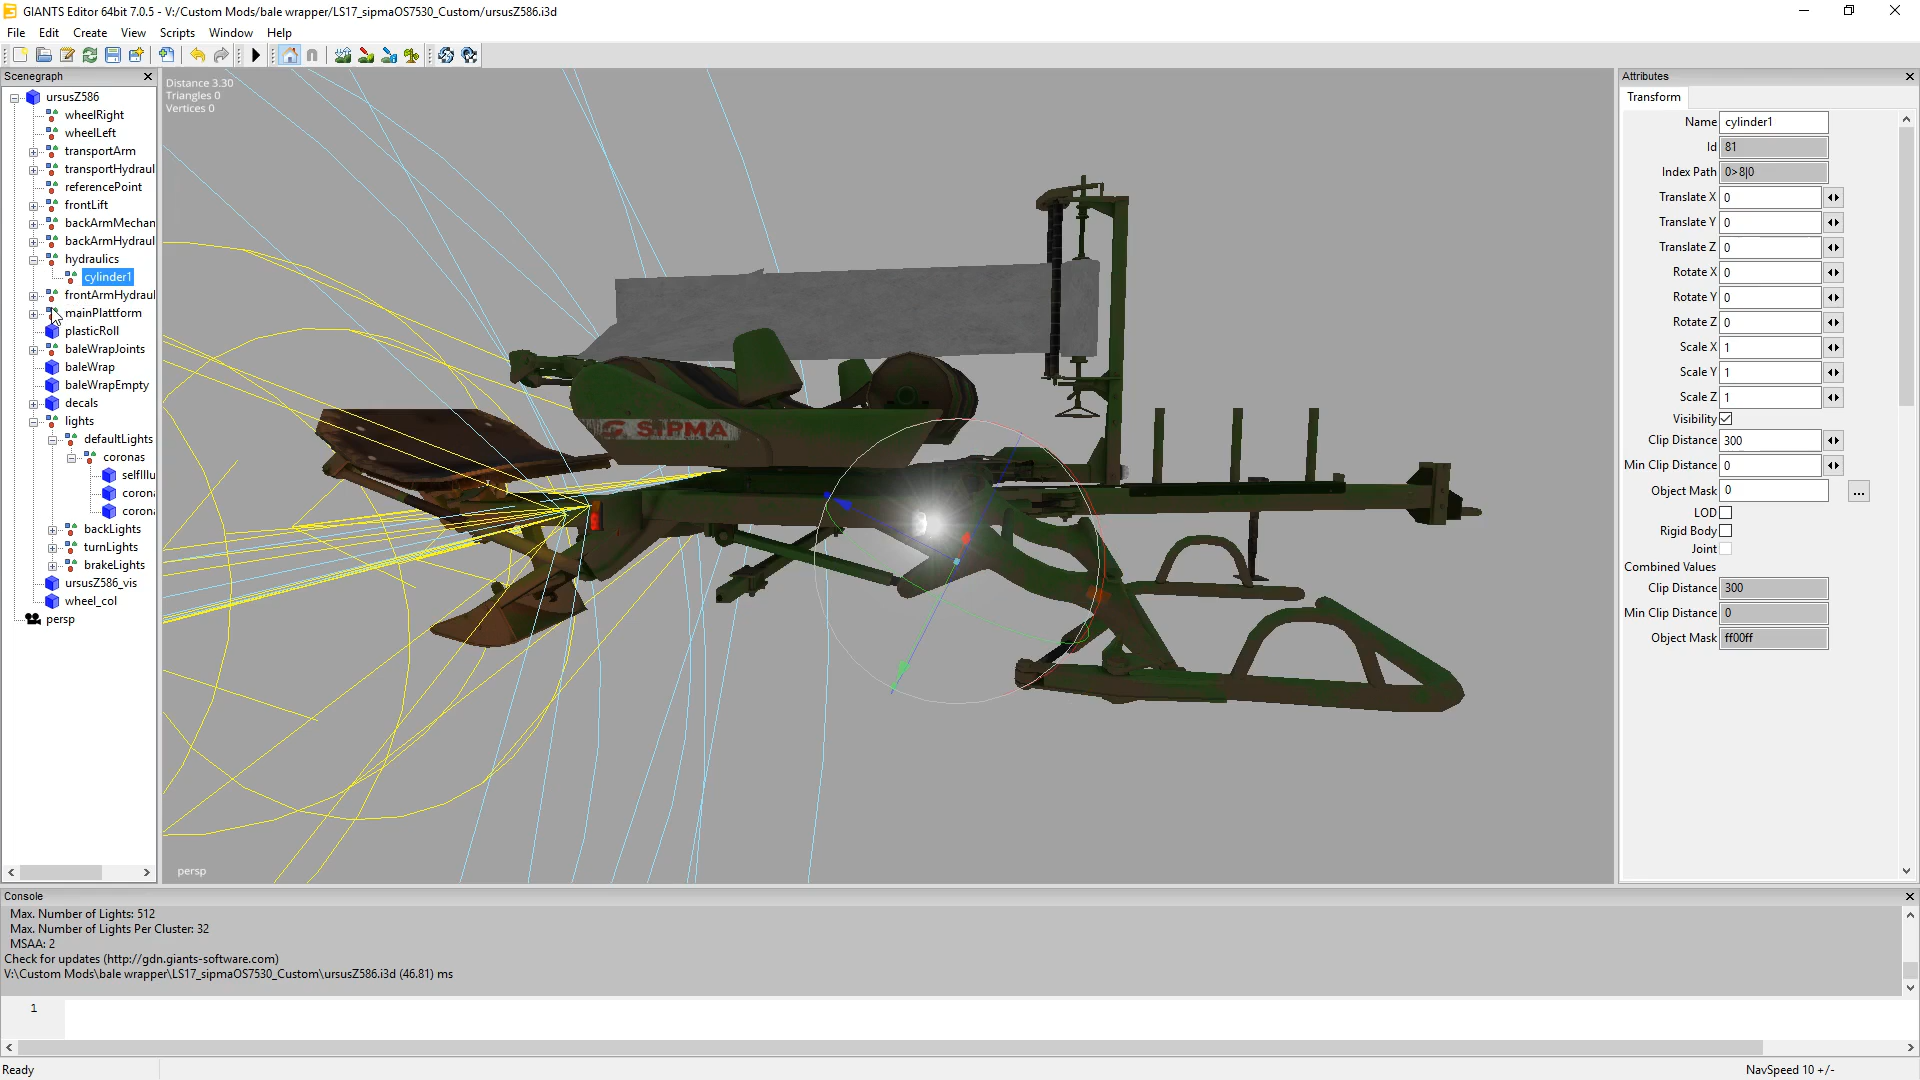 GIANTS Editor 64bit 7.0.5 - V:/Custom Mods/bale wrapper/LS17_sipmaOS7530_Custom/ursusZ586.i3d
File Edit Create View Scripts Window Help
Scenegraph
ursusZ586
wheelRight
wheelLeft
transportArm
transportHydraul
referencePoint
frontLift
backArmMechan
backArmHydraul
hydraulics
cylinder1
frontArmHydraul
mainPlattform
plasticRoll
baleWrapJoints
baleWrap
baleWrapEmpty
decals
lights
defaultLights
coronas
selfIllu
corona
corona
backLights
turnLights
brakeLights
ursusZ586_vis
wheel_col
persp
Distance 3.30
Triangles 0
Vertices 0
SIPMA
persp
Attributes
Transform
Name cylinder1
Id 81
Index Path 0>8|0
Translate X 0
Translate Y 0
Translate Z 0
Rotate X 0
Rotate Y 0
Rotate Z 0
Scale X 1
Scale Y 1
Scale Z 1
Visibility
Clip Distance 300
Min Clip Distance 0
Object Mask 0 ...
LOD
Rigid Body
Joint
Combined Values
Clip Distance 300
Min Clip Distance 0
Object Mask ff00ff
Console
Max. Number of Lights: 512
Max. Number of Lights Per Cluster: 32
MSAA: 2
Check for updates (http://gdn.giants-software.com)
V:\Custom Mods\bale wrapper\LS17_sipmaOS7530_Custom\ursusZ586.i3d (46.81) ms
1
Ready
NavSpeed 10 +/-